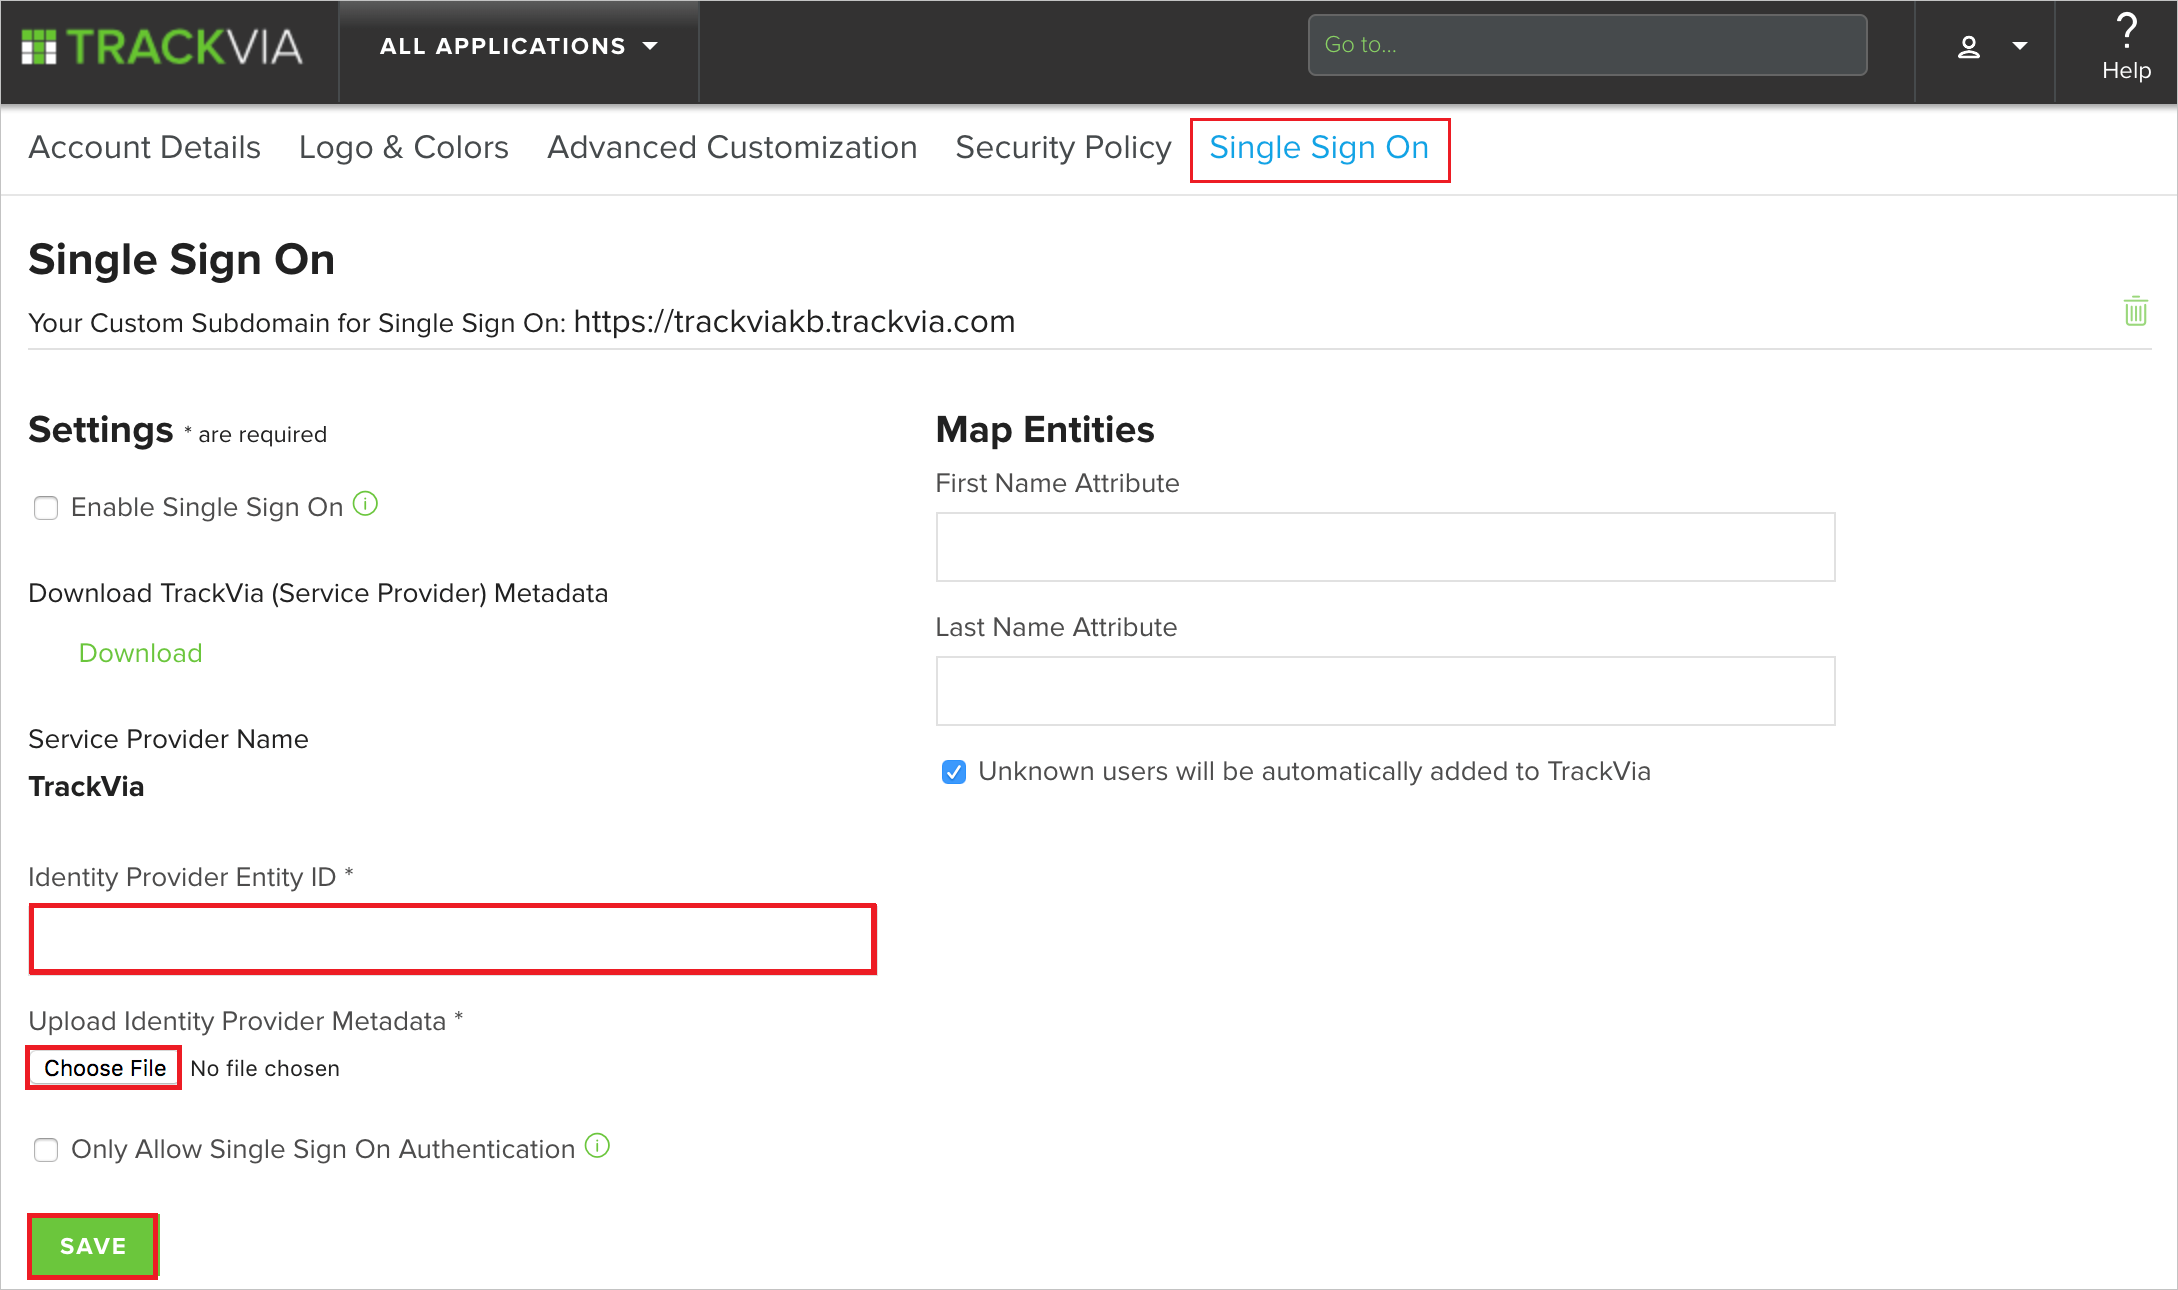 TRACKVIA
ALL APPLICATIONS
Go to...
?
Help
Account Details Logo & Colors Advanced Customization Security Policy Single Sign On
Single Sign On
Your Custom Subdomain for Single Sign On: https://trackviakb.trackvia.com
Settings * are required
Enable Single Sign On i
Download TrackVia (Service Provider) Metadata
Download
Service Provider Name
TrackVia
Identity Provider Entity ID *
Upload Identity Provider Metadata *
Choose File No file chosen
Only Allow Single Sign On Authentication i
SAVE
Map Entities
First Name Attribute
Last Name Attribute
Unknown users will be automatically added to TrackVia